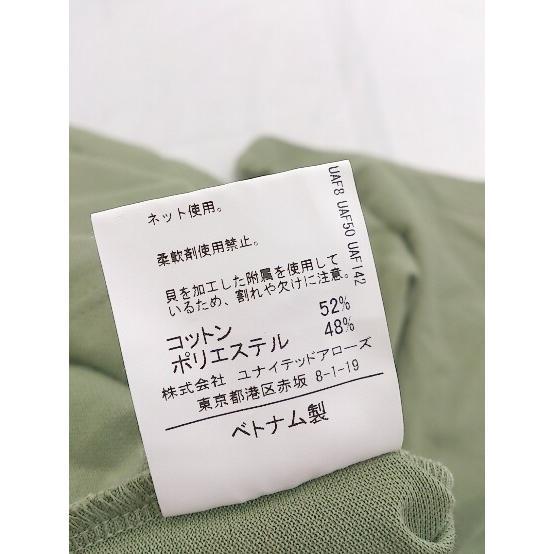 ネット使用。
柔軟剤使用禁止。
貝を加工した附属を使用して
いるため、割れや欠けに注意。
コットン 52%
ポリエステル 48%
株式会社 ユナイテッドアローズ
東京都港区赤坂 8-1-19
ベトナム製
UAF8 UAF50 UAF142